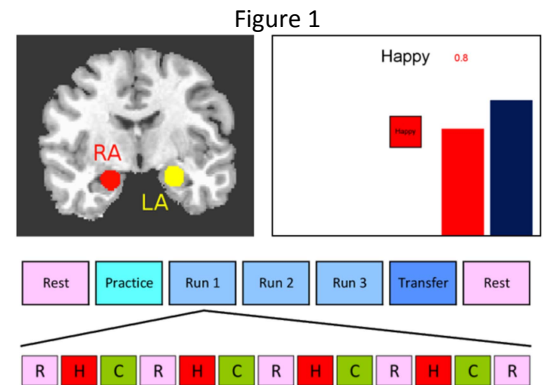 Figure 1
RA
LA
Happy 0.8
Happy
Rest Practice Run 1 Run 2 Run 3 Transfer Rest
R H C R H C R H C R H C R